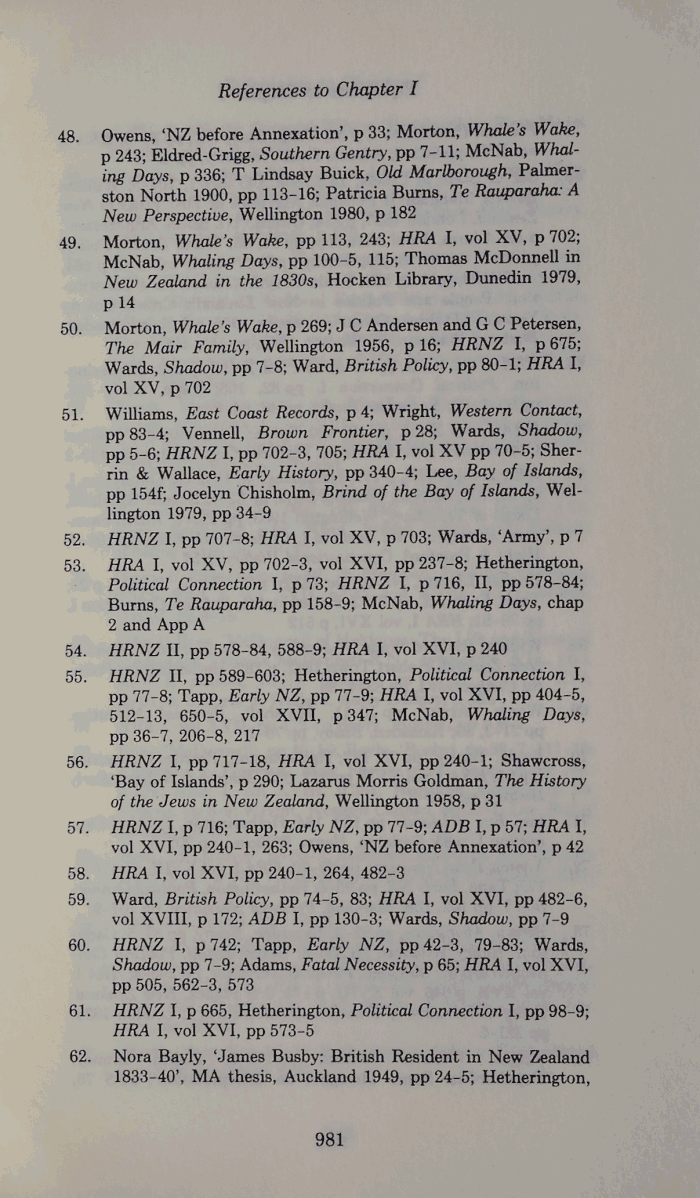 References to Chapter I
48. Owens, ‘NZ before Annexation’, p 33; Morton, Whale's Wake,
p 243; Eldred-Grigg, Southern Gentry, pp 7–11; McNab, Whal-
ing Days, p 336; T Lindsay Buick, Old Marlborough, Palmer-
ston North 1900, pp 113–16; Patricia Burns, Te Rauparaha: A
New Perspective, Wellington 1980, p 182
49. Morton, Whale's Wake, pp 113, 243; HRA I, vol XV, p 702;
McNab, Whaling Days, pp 100–5, 115; Thomas McDonnell in
New Zealand in the 1830s, Hocken Library, Dunedin 1979,
p 14
50. Morton, Whale's Wake, p 269; J C Andersen and G C Petersen,
The Mair Family, Wellington 1956, p 16; HRNZ I, p 675;
Wards, Shadow, pp 7–8; Ward, British Policy, pp 80–1; HRA I,
vol XV, p 702
51. Williams, East Coast Records, p 4; Wright, Western Contact,
pp 83–4; Vennell, Brown Frontier, p 28; Wards, Shadow,
pp 5–6; HRNZ I, pp 702–3, 705; HRA I, vol XV pp 70–5; Sher-
rin & Wallace, Early History, pp 340–4; Lee, Bay of Islands,
pp 154f; Jocelyn Chisholm, Brind of the Bay of Islands, Wel-
lington 1979, pp 34–9
52. HRNZ I, pp 707–8; HRA I, vol XV, p 703; Wards, ‘Army’, p 7
53. HRA I, vol XV, pp 702–3, vol XVI, pp 237–8; Hetherington,
Political Connection I, p 73; HRNZ I, p 716, II, pp 578–84;
Burns, Te Rauparaha, pp 158–9; McNab, Whaling Days, chap
2 and App A
54. HRNZ II, pp 578–84, 588–9; HRA I, vol XVI, p 240
55. HRNZ II, pp 589–603; Hetherington, Political Connection I,
pp 77–8; Tapp, Early NZ, pp 77–9; HRA I, vol XVI, pp 404–5,
512–13, 650–5, vol XVII, p 347; McNab, Whaling Days,
pp 36–7, 206–8, 217
56. HRNZ I, pp 717–18, HRA I, vol XVI, pp 240–1; Shawcross,
‘Bay of Islands’, p 290; Lazarus Morris Goldman, The History
of the Jews in New Zealand, Wellington 1958, p 31
57. HRNZ I, p 716; Tapp, Early NZ, pp 77–9; ADB I, p 57; HRA I,
vol XVI, pp 240–1, 263; Owens, ‘NZ before Annexation’, p 42
58. HRA I, vol XVI, pp 240–1, 264, 482–3
59. Ward, British Policy, pp 74–5, 83; HRA I, vol XVI, pp 482–6,
vol XVIII, p 172; ADB I, pp 130–3; Wards, Shadow, pp 7–9
60. HRNZ I, p 742; Tapp, Early NZ, pp 42–3, 79–83; Wards,
Shadow, pp 7–9; Adams, Fatal Necessity, p 65; HRA I, vol XVI,
pp 505, 562–3, 573
61. HRNZ I, p 665, Hetherington, Political Connection I, pp 98–9;
HRA I, vol XVI, pp 573–5
62. Nora Bayly, ‘James Busby: British Resident in New Zealand
1833–40’, MA thesis, Auckland 1949, pp 24–5; Hetherington,
981